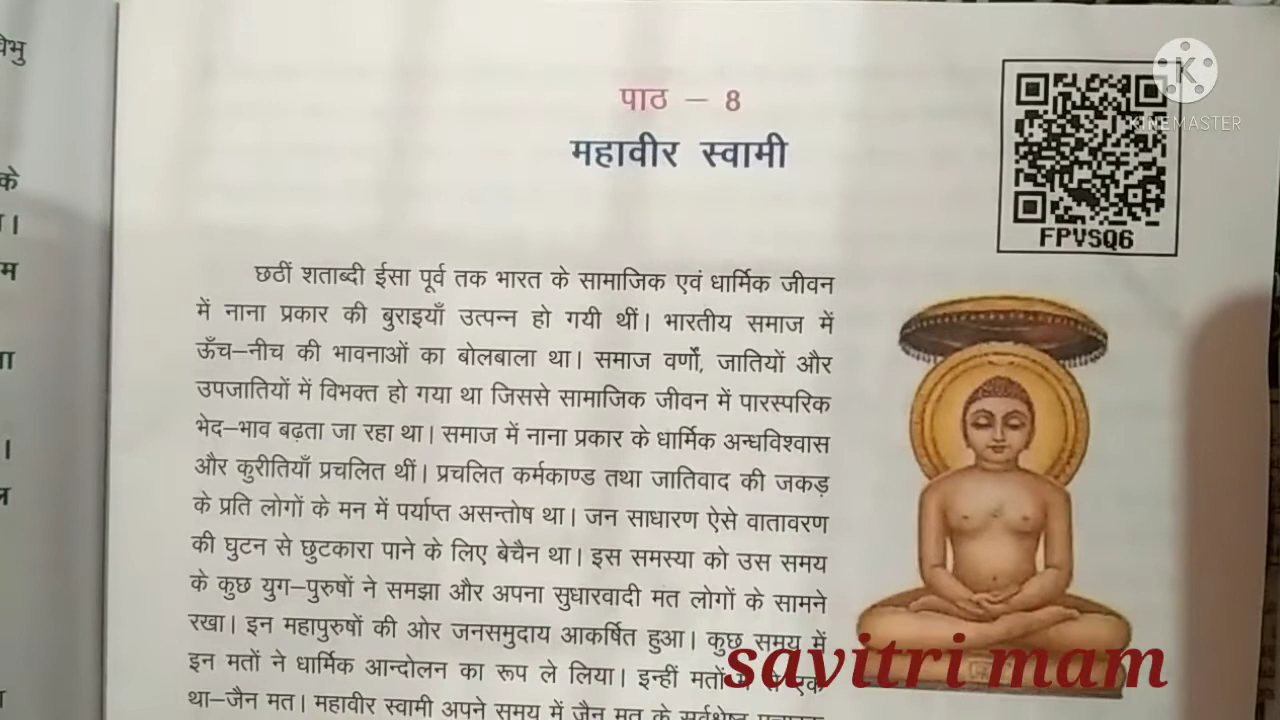 पाठ – 8
महावीर स्वामी
KINEMASTER
FPVSQ6
छठीं शताब्दी ईसा पूर्व तक भारत के सामाजिक एवं धार्मिक जीवन
में नाना प्रकार की बुराइयाँ उत्पन्न हो गयी थीं। भारतीय समाज में
ऊँच–नीच की भावनाओं का बोलबाला था। समाज वर्णों, जातियों और
उपजातियों में विभक्त हो गया था जिससे सामाजिक जीवन में पारस्परिक
भेद–भाव बढ़ता जा रहा था। समाज में नाना प्रकार के धार्मिक अन्धविश्वास
और कुरीतियाँ प्रचलित थीं। प्रचलित कर्मकाण्ड तथा जातिवाद की जकड़
के प्रति लोगों के मन में पर्याप्त असन्तोष था। जन साधारण ऐसे वातावरण
की घुटन से छुटकारा पाने के लिए बेचैन था। इस समस्या को उस समय
के कुछ युग–पुरुषों ने समझा और अपना सुधारवादी मत लोगों के सामने
रखा। इन महापुरुषों की ओर जनसमुदाय आकर्षित हुआ। कुछ समय में
इन मतों ने धार्मिक आन्दोलन का रूप ले लिया। इन्हीं मतों
था–जैन मत। महावीर स्वामी अपने समय में जैन मत के
savitri mam
के